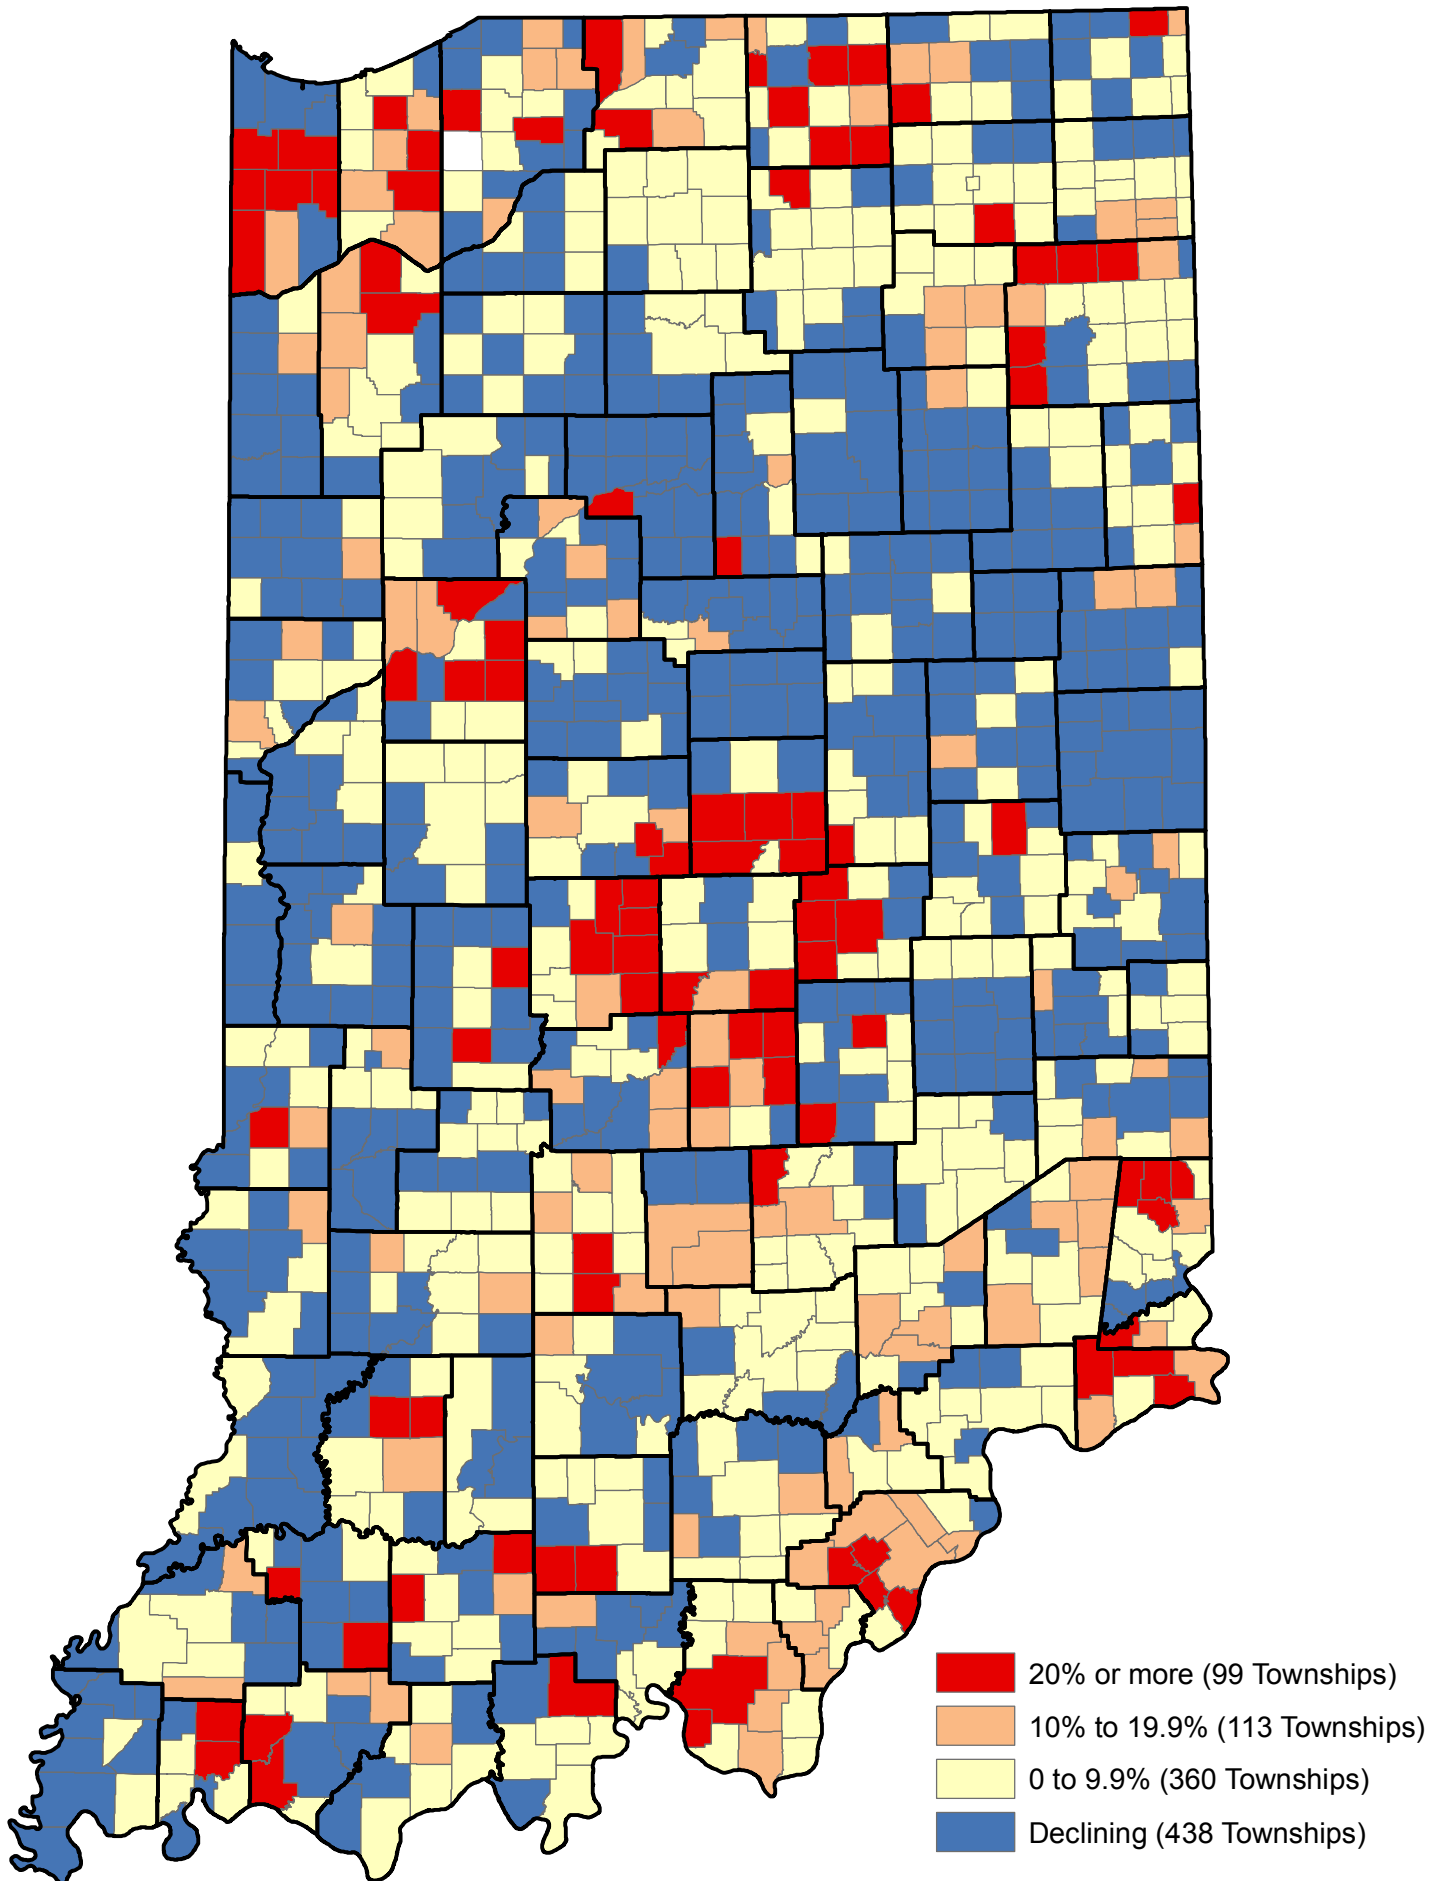 20% or more (99 Townships)
10% to 19.9% (113 Townships)
0 to 9.9% (360 Townships)
Declining (438 Townships)